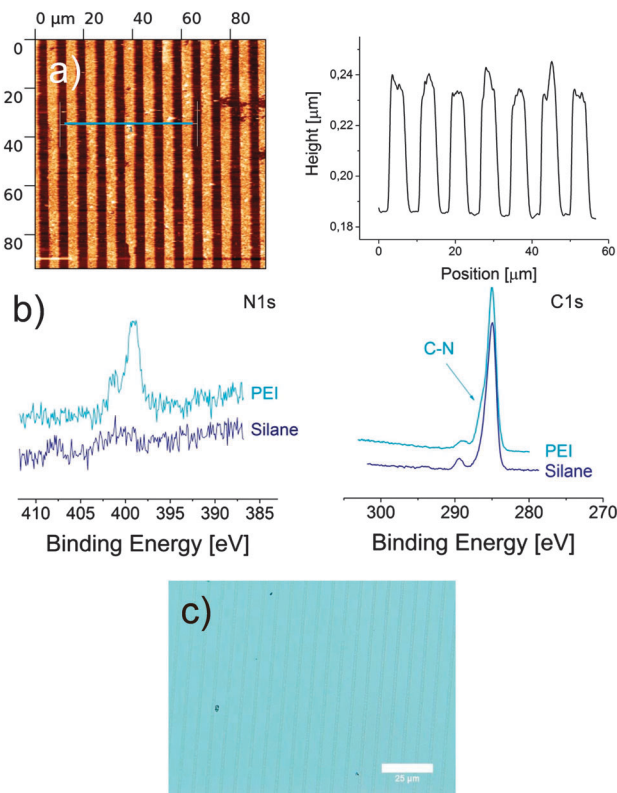 0 µm 20 40 60 80
0
20
40
60
80
a)
0,24
0,22
0,20
0,18
Height [µm]
0 20 40 60
Position [µm]
b)
N1s
PEI
Silane
410 405 400 395 390 385
Binding Energy [eV]
C1s
C-N
PEI
Silane
300 290 280 270
Binding Energy [eV]
c)
25 µm